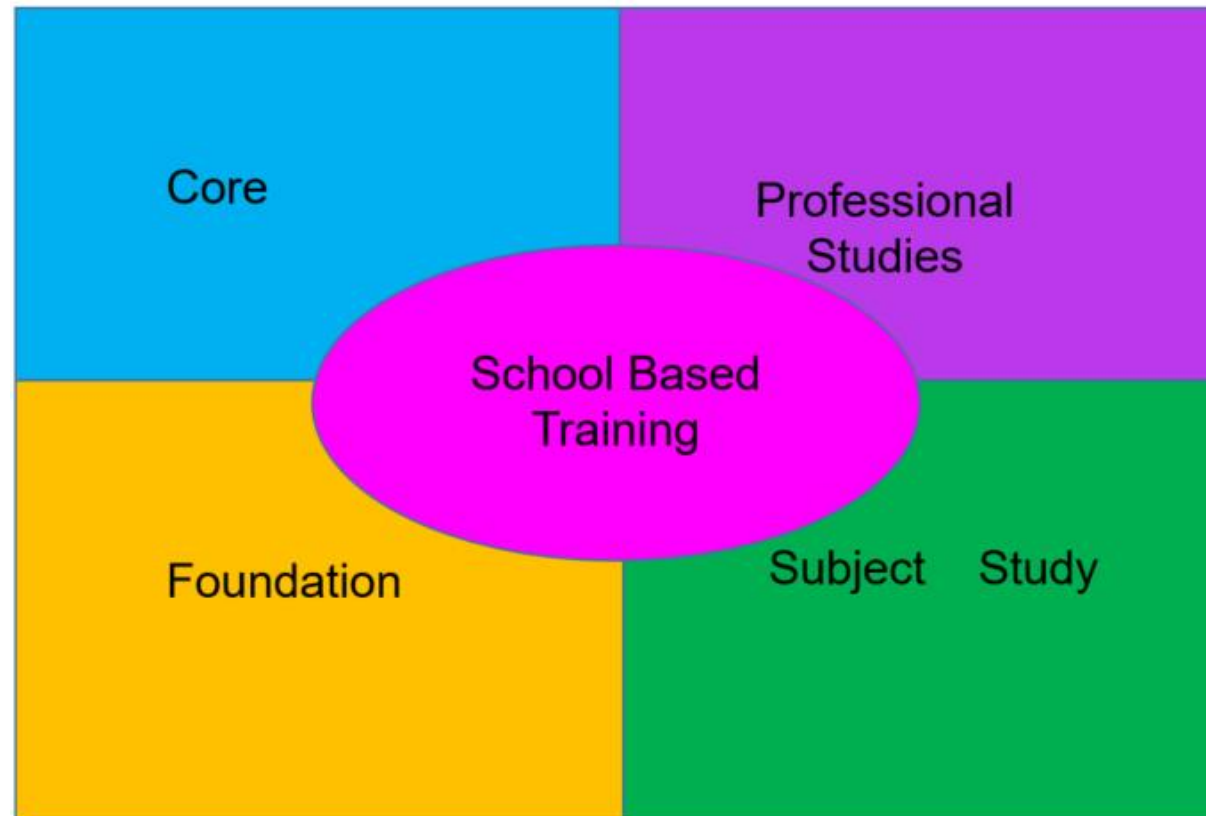 Core
Professional
Studies
School Based
Training
Foundation
Subject Study